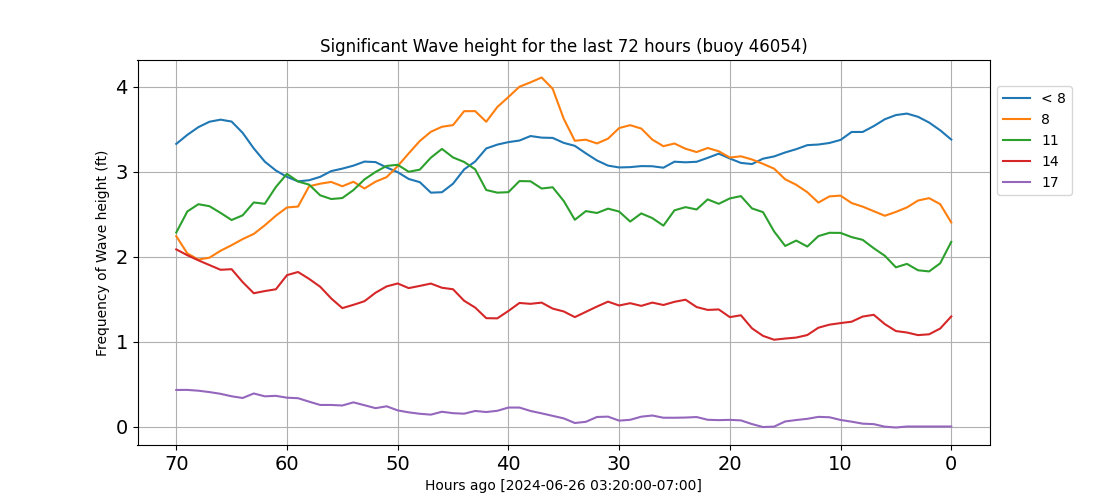 Significant Wave height for the last 72 hours (buoy 46054)
Frequency of Wave height (ft)
4
3
2
1
0
70 60 50 40 30 20 10 0
Hours ago [2024-06-26 03:20:00-07:00]
< 8
8
11
14
17